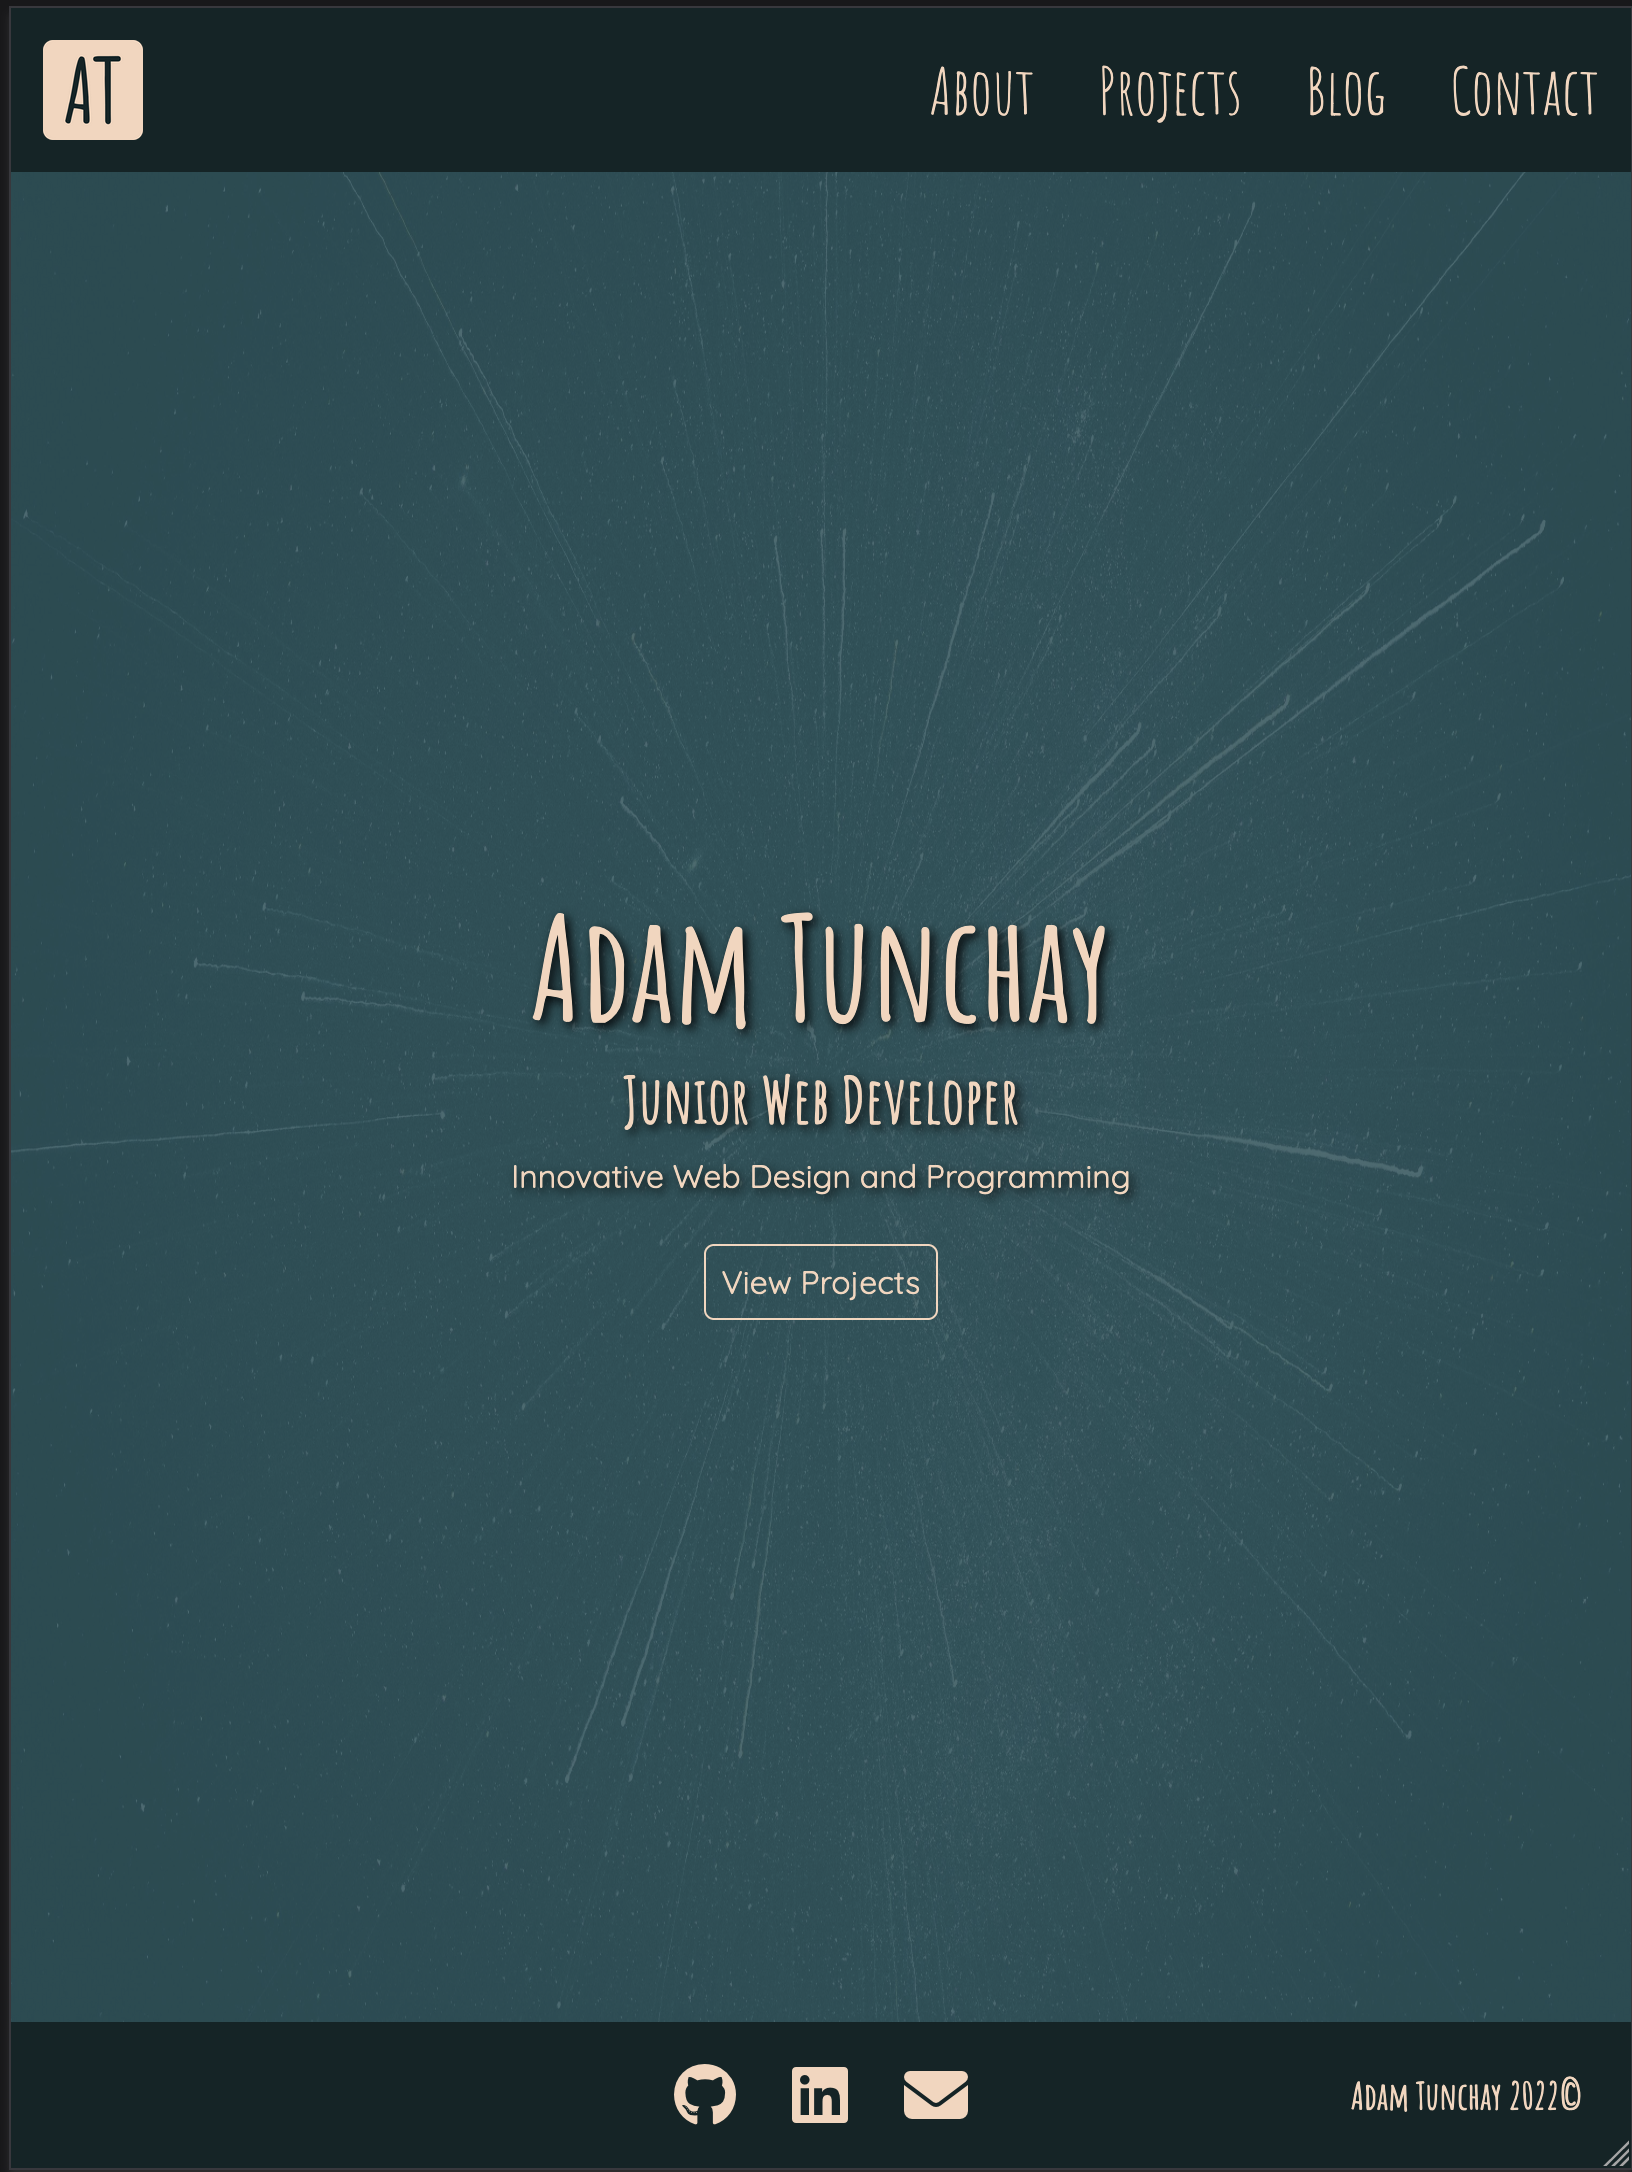 AT
About Projects Blog Contact
Adam Tunchay
Junior Web Developer
Innovative Web Design and Programming
View Projects
in
Adam Tunchay 2022©